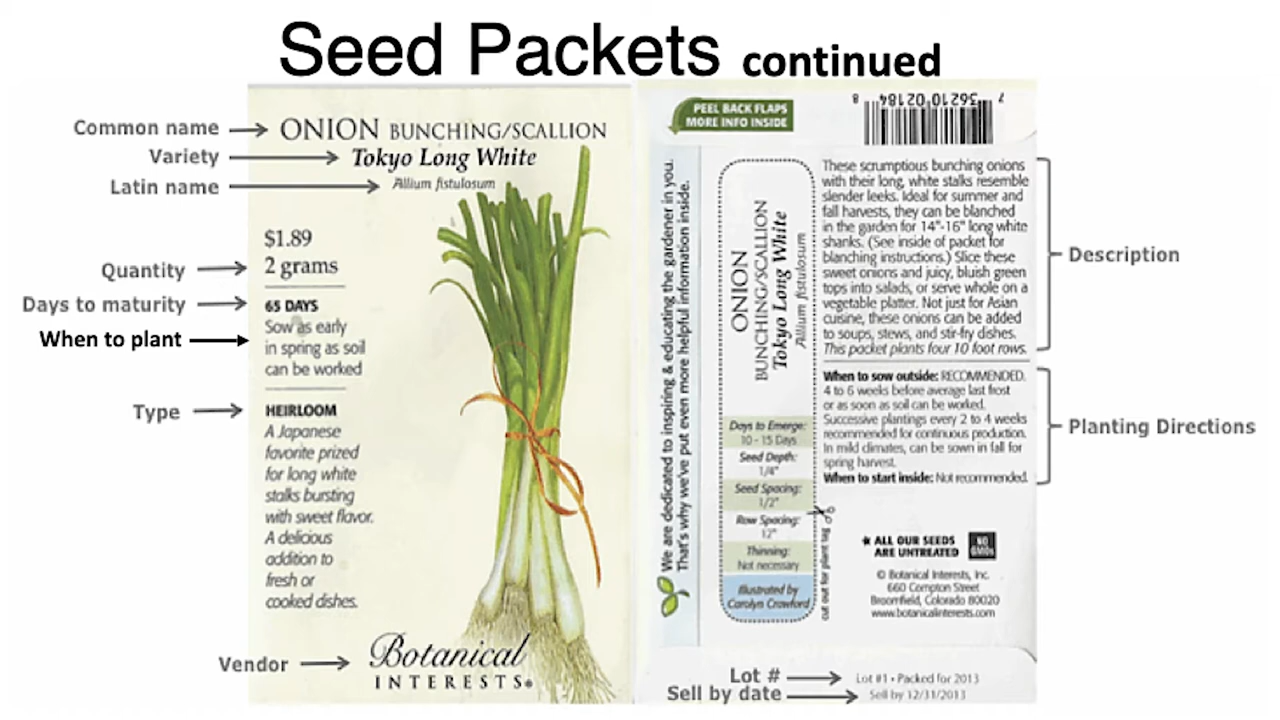 Seed Packets continued
Common name
Variety
Latin name
Quantity
Days to maturity
When to plant
Type
Vendor
ONION BUNCHING/SCALLION
Tokyo Long White
Allium fistulosum
$1.89
2 grams
65 DAYS
Sow as early
in spring as soil
can be worked
HEIRLOOM
A Japanese
favorite prized
for long white
stalks bursting
with sweet flavor.
A delicious
addition to
fresh or
cooked dishes.
Botanical
INTERESTS®
PEEL BACK FLAPS
MORE INFO INSIDE
7 56210 02184 8
We are dedicated to inspiring & educating the gardener in you.
That's why we've put even more helpful information inside.
ONION
BUNCHING/SCALLION
Tokyo Long White
Allium fistulosum
Days to Emerge:
10 - 15 Days
Seed Depth:
1/4"
Seed Spacing:
1/2"
Row Spacing:
12"
Thinning:
Not necessary
Illustrated by
Carolyn Crawford
cut out for plant tag
These scrumptious bunching onions
with their long, white stalks resemble
slender leeks. Ideal for summer and
fall harvests, they can be blanched
in the garden for 14"-16" long white
shanks. (See inside of packet for
blanching instructions.) Slice these
sweet onions and juicy, bluish green
tops into salads, or serve whole on a
vegetable platter. Not just for Asian
cuisine, these onions can be added
to soups, stews, and stir-fry dishes.
This packet plants four 10 foot rows.
When to sow outside: RECOMMENDED.
4 to 6 weeks before average last frost
or as soon as soil can be worked.
Successive plantings every 2 to 4 weeks
recommended for continuous production.
In mild climates, can be sown in fall for
spring harvest.
When to start inside: Not recommended.
* ALL OUR SEEDS
ARE UNTREATED
NO
GMOs
© Botanical Interests, Inc.
660 Compton Street
Broomfield, Colorado 80020
www.botanicalinterests.com
Lot #1 • Packed for 2013
Sell by 12/31/2013
Description
Planting Directions
Lot #
Sell by date